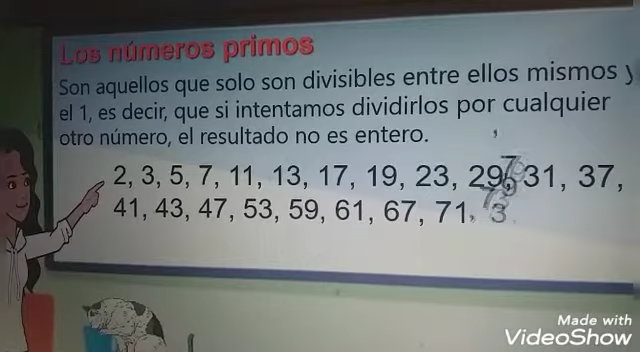 Los números primos
Son aquellos que solo son divisibles entre ellos mismos y
el 1, es decir, que si intentamos dividirlos por cualquier
otro número, el resultado no es entero.
2, 3, 5, 7, 11, 13, 17, 19, 23, 29, 31, 37,
41, 43, 47, 53, 59, 61, 67, 71,
Made with
VideoShow